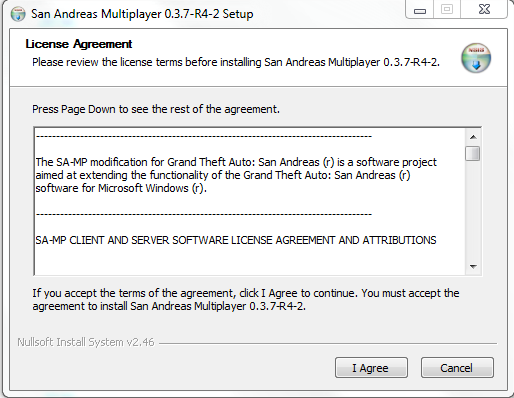 San Andreas Multiplayer 0.3.7-R4-2 Setup
License Agreement
Please review the license terms before installing San Andreas Multiplayer 0.3.7-R4-2.
Press Page Down to see the rest of the agreement.
----------------------------------------------------------------------------------
The SA-MP modification for Grand Theft Auto: San Andreas (r) is a software project
aimed at extending the functionality of the Grand Theft Auto: San Andreas (r)
software for Microsoft Windows (r).
----------------------------------------------------------------------------------
SA-MP CLIENT AND SERVER SOFTWARE LICENSE AGREEMENT AND ATTRIBUTIONS
If you accept the terms of the agreement, click I Agree to continue. You must accept the
agreement to install San Andreas Multiplayer 0.3.7-R4-2.
Nullsoft Install System v2.46
I Agree
Cancel